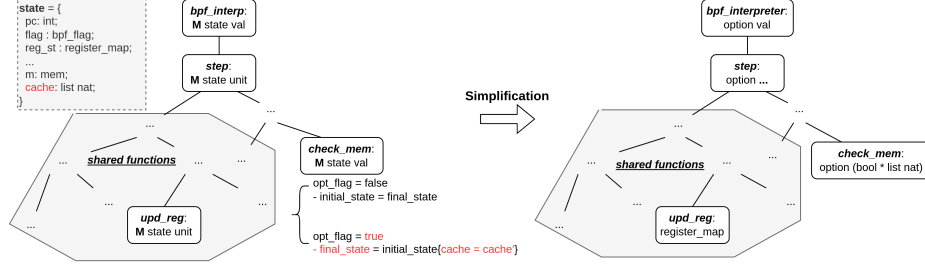 state = {
pc: int;
flag : bpf_flag;
reg_st : register_map;
...
m: mem;
cache: list nat;
}
bpf_interp:
M state val
step:
M state unit
...
...
...
shared functions
...
...
...
...
...
upd_reg:
M state unit
check_mem:
M state val
opt_flag = false
- initial_state = final_state
opt_flag = true
- final_state = initial_state{cache = cache'}
Simplification
bpf_interpreter:
option val
step:
option ...
...
...
...
shared functions
...
...
...
...
...
upd_reg:
register_map
check_mem:
option (bool * list nat)